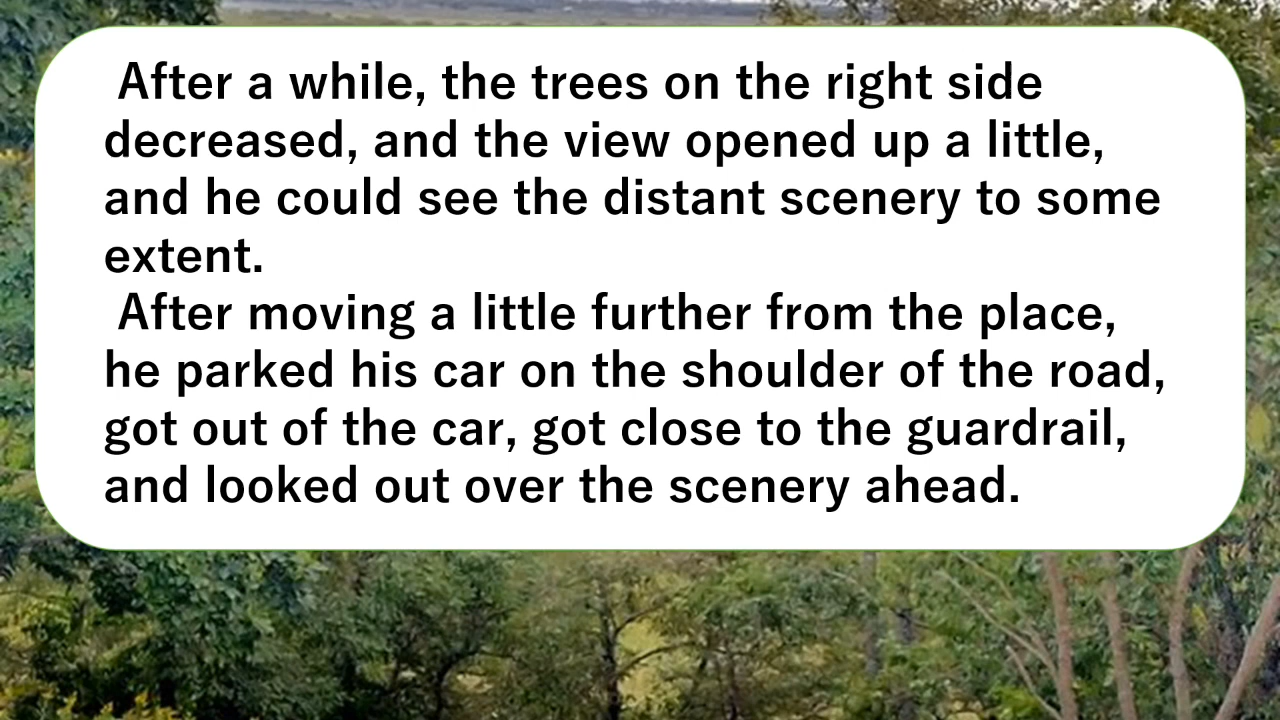 After a while, the trees on the right side
decreased, and the view opened up a little,
and he could see the distant scenery to some
extent.
After moving a little further from the place,
he parked his car on the shoulder of the road,
got out of the car, got close to the guardrail,
and looked out over the scenery ahead.